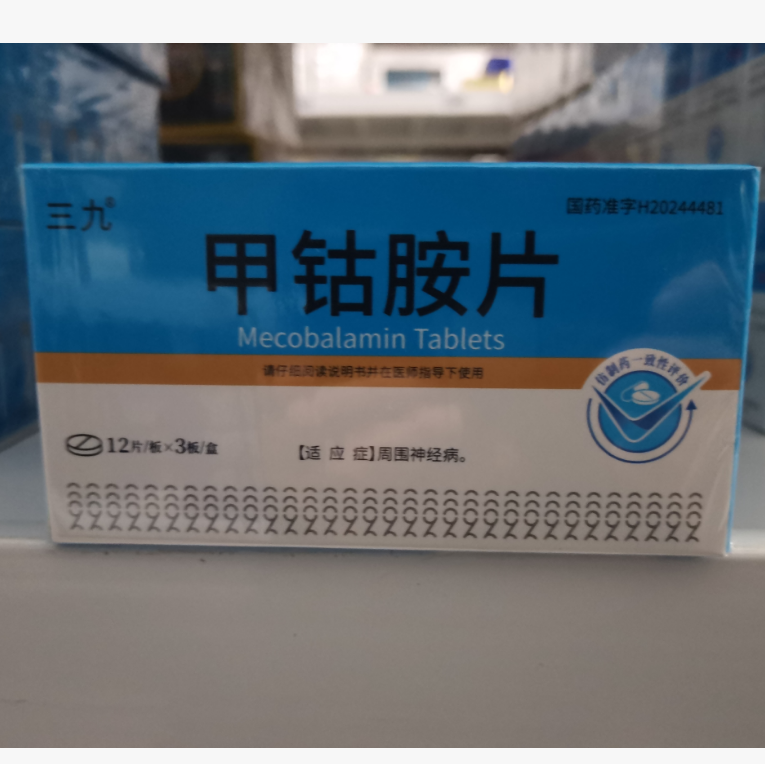 三九®
国药准字H20244481
甲钴胺片
Mecobalamin Tablets
请仔细阅读说明书并在医师指导下使用
仿制药一致性评价
12片/板×3板/盒
【适 应 症】周围神经病。